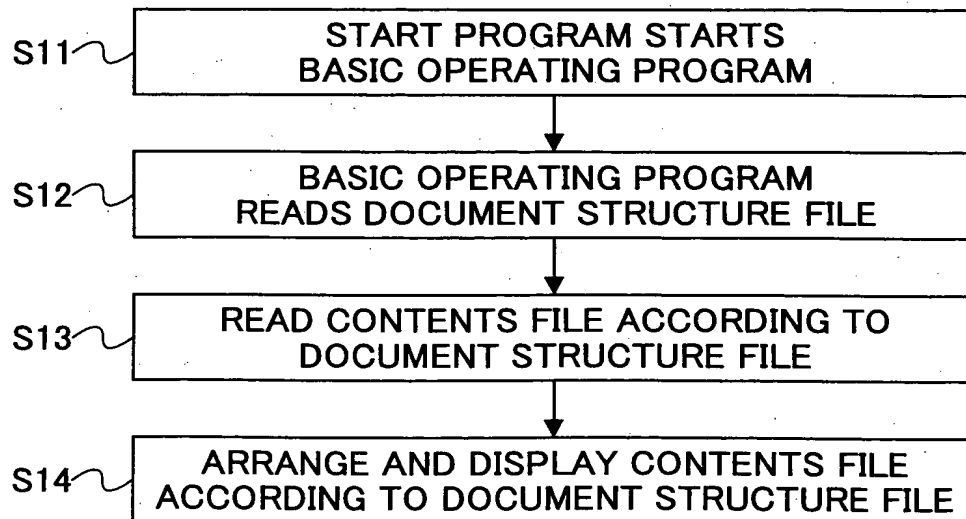 S11
START PROGRAM STARTS
BASIC OPERATING PROGRAM
S12
BASIC OPERATING PROGRAM
READS DOCUMENT STRUCTURE FILE
S13
READ CONTENTS FILE ACCORDING TO
DOCUMENT STRUCTURE FILE
S14
ARRANGE AND DISPLAY CONTENTS FILE
ACCORDING TO DOCUMENT STRUCTURE FILE